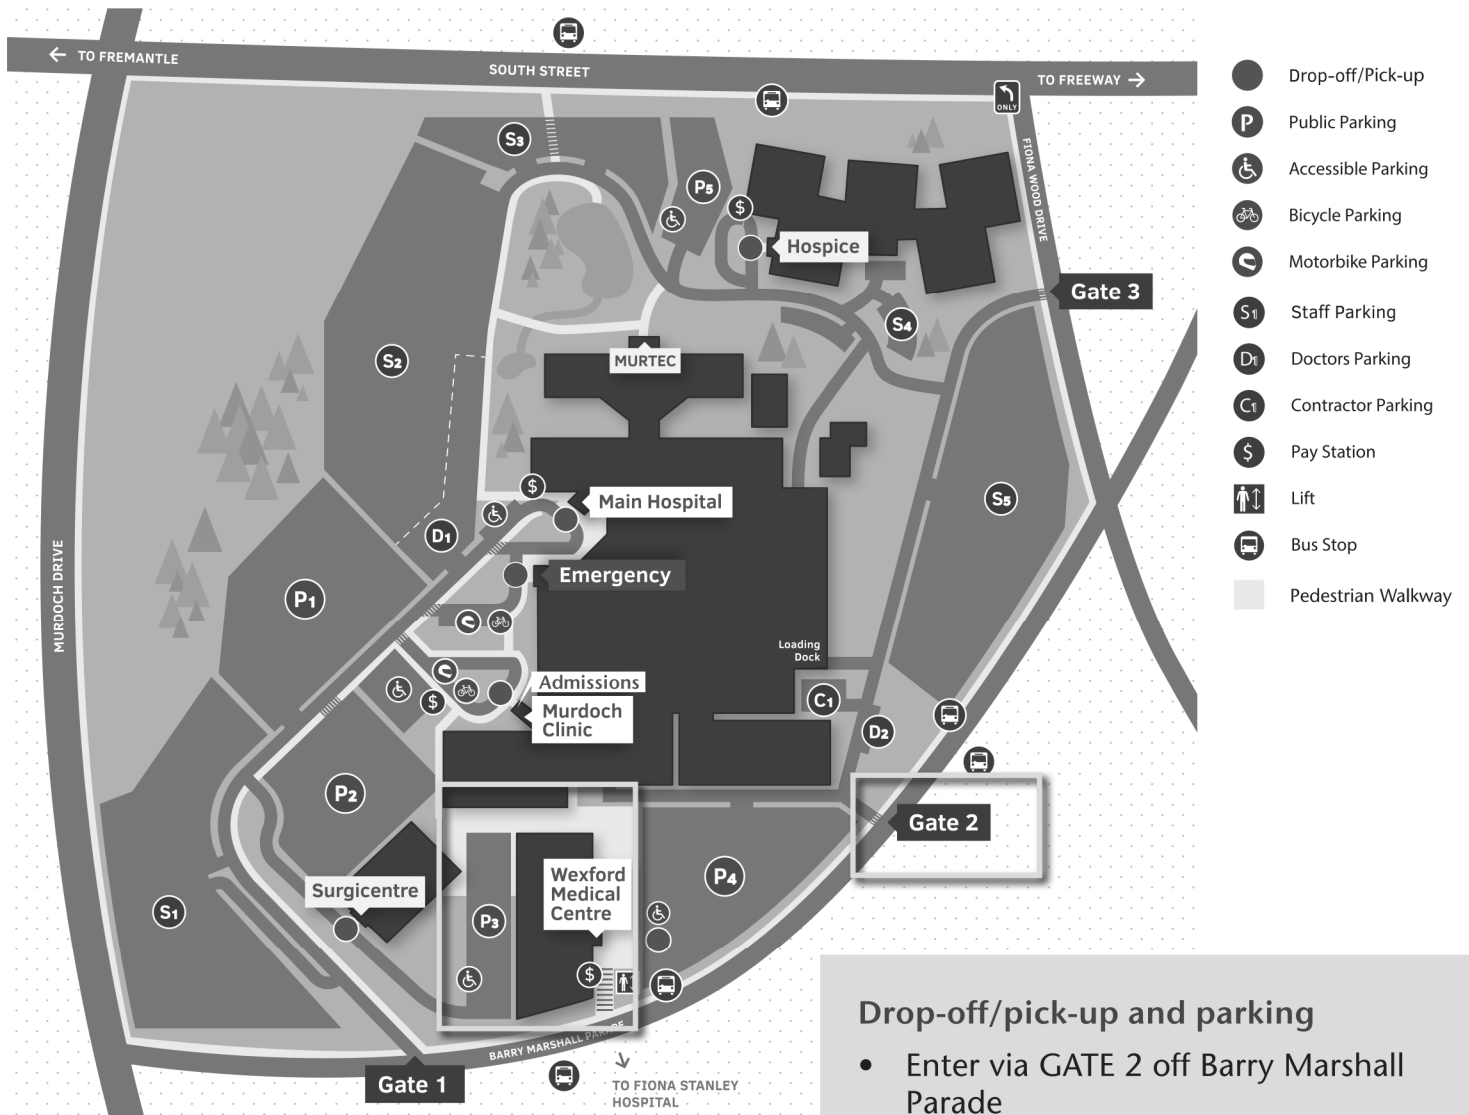 TO FREMANTLE
SOUTH STREET
TO FREEWAY
ONLY
FIONA WOOD DRIVE
MURDOCH DRIVE
S3
P5
$
Hospice
Gate 3
S4
S2
MURTEC
$
Main Hospital
S5
D1
Emergency
P1
Loading
Dock
Admissions
$
C1
Murdoch
Clinic
D2
P2
Gate 2
Surgicentre
Wexford
Medical
Centre
P4
S1
P3
$
BARRY MARSHALL PARADE
Gate 1
TO FIONA STANLEY
HOSPITAL
Drop-off/Pick-up
P Public Parking
Accessible Parking
Bicycle Parking
Motorbike Parking
S1 Staff Parking
D1 Doctors Parking
C1 Contractor Parking
$ Pay Station
Lift
Bus Stop
Pedestrian Walkway
Drop-off/pick-up and parking
• Enter via GATE 2 off Barry Marshall
Parade